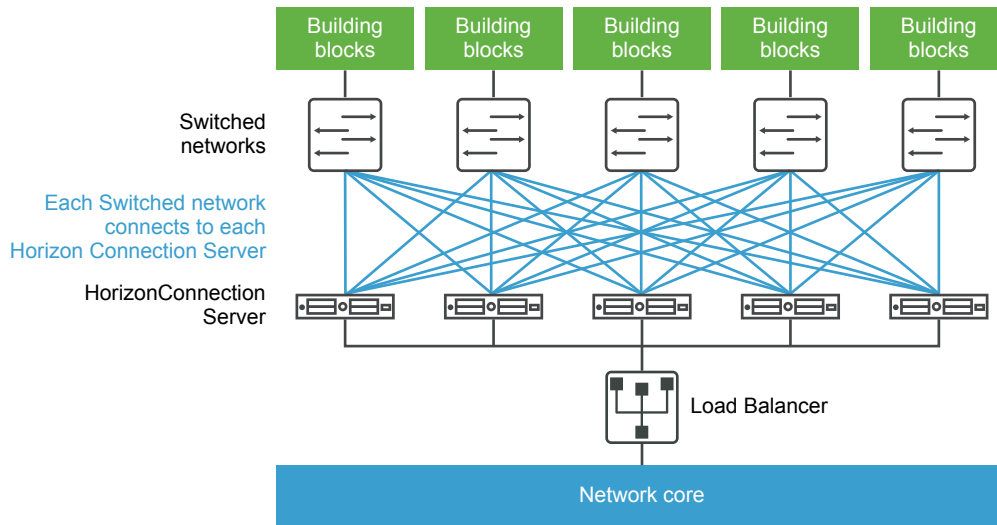 Building
blocks
Building
blocks
Building
blocks
Building
blocks
Building
blocks
Switched
networks
Each Switched network
connects to each
Horizon Connection Server
HorizonConnection
Server
Load Balancer
Network core